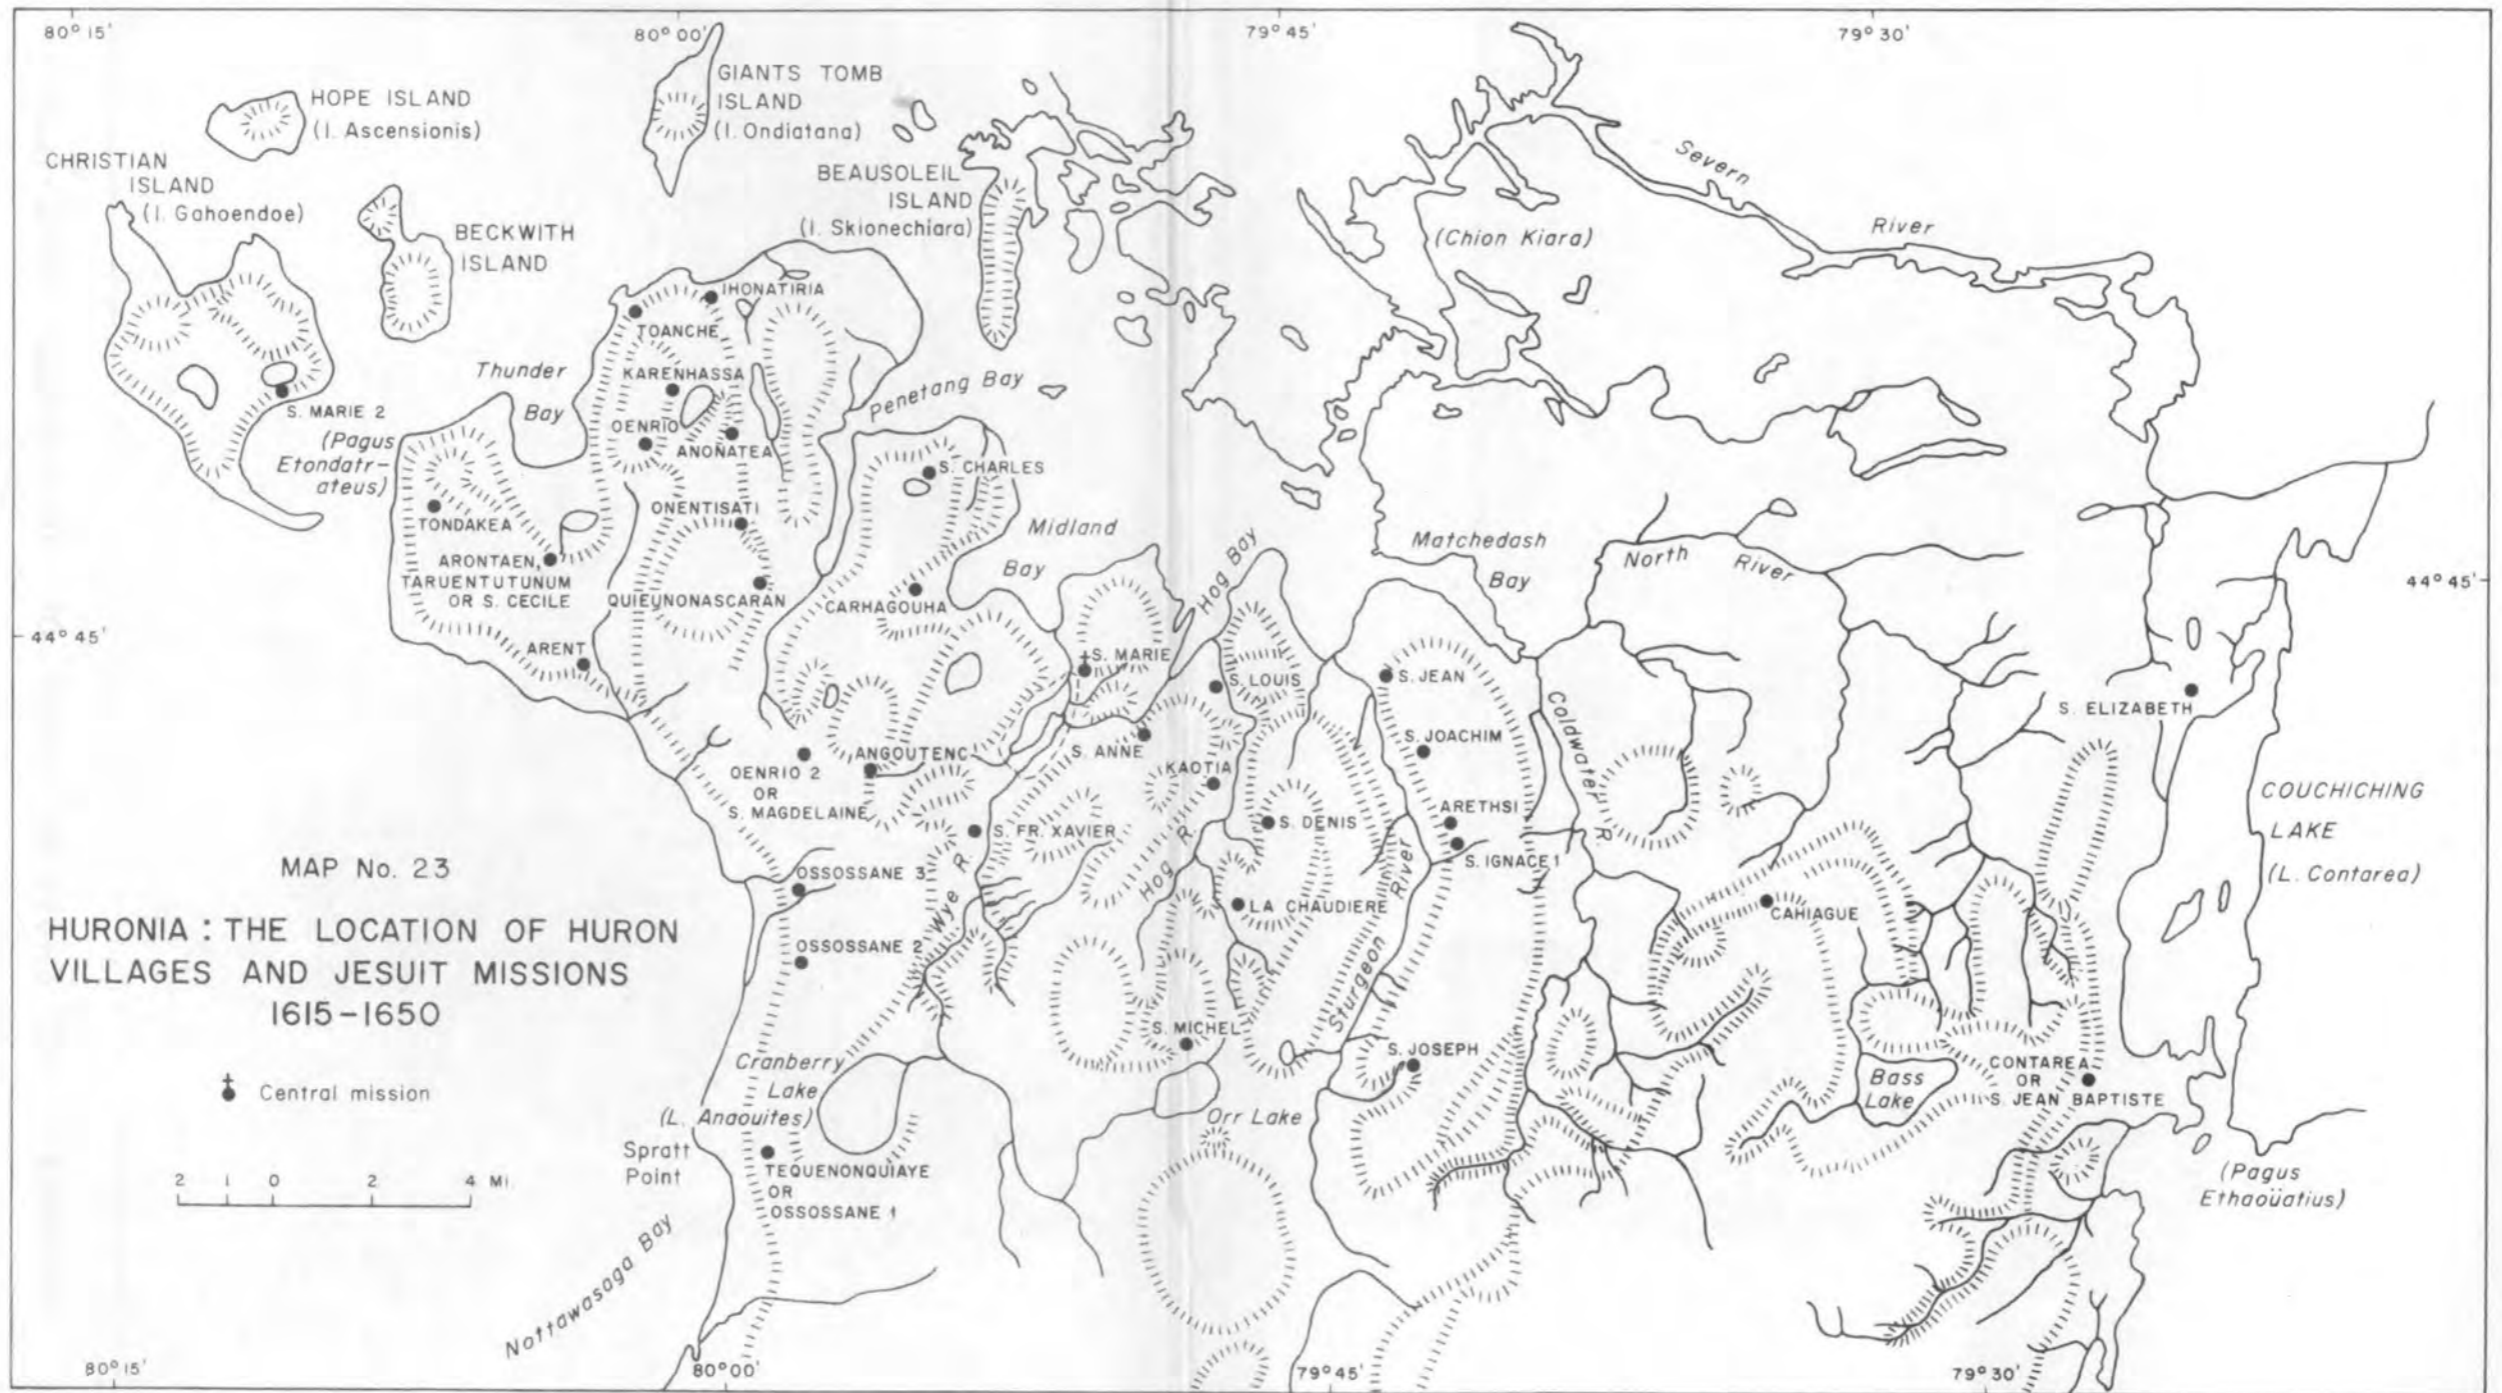 80° 15'
80° 00'
79° 45'
79° 30'
HOPE ISLAND
(I. Ascensionis)
GIANTS TOMB
ISLAND
(I. Ondiatana)
CHRISTIAN
ISLAND
(I. Gahoendoe)
BECKWITH
ISLAND
BEAUSOLEIL
ISLAND
(I. Skionechiara)
Severn
River
(Chion Kiara)
IHONATIRIA
TOANCHE
Thunder
Bay
KARENHASSA
Penetang Bay
S. MARIE 2
(Pagus
Etondatr-
ateus)
OENRIO
ANONATEA
S. CHARLES
TONDAKEA
ONENTISATI
Midland
Bay
Hog Bay
Matchedash
Bay
North
River
ARONTAEN,
TARUENTUTUNUM
OR S. CECILE
QUIEUNONASCARAN
CARHAGOUHA
44° 45'
44° 45'
ARENT
S. MARIE
S. LOUIS
S. JEAN
S. ELIZABETH
Coldwater R.
S. JOACHIM
S. ANNE
ANGOUTENC
KAOTIA
OENRIO 2
OR
S. MAGDELAINE
COUCHICHING
LAKE
(L. Contarea)
ARETHSI
S. FR. XAVIER
S. DENIS
S. IGNACE 1
Hog R.
Wye R.
MAP No. 23
HURONIA : THE LOCATION OF HURON
VILLAGES AND JESUIT MISSIONS
1615-1650
OSSOSSANE 3
LA CHAUDIERE
CAHIAGUE
OSSOSSANE 2
Sturgeon River
S. MICHEL
S. JOSEPH
Cranberry
Lake
(L. Anaouites)
Central mission
Bass
Lake
CONTAREA
OR
S. JEAN BAPTISTE
Orr Lake
Spratt
Point
TEQUENONQUIAYE
OR
OSSOSSANE 1
2 1 0 2 4 MI.
(Pagus
Ethaoüatius)
Nottawasaga Bay
80° 15'
80° 00'
79° 45'
79° 30'